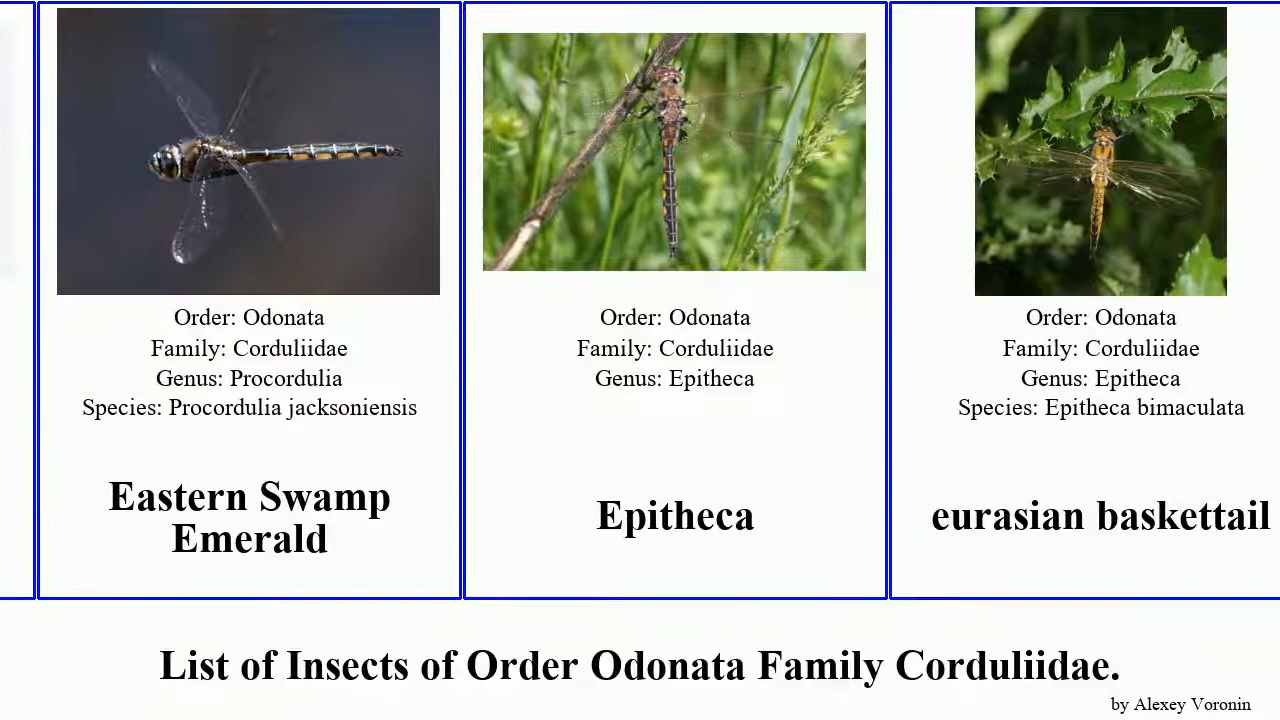 Order: Odonata
Family: Corduliidae
Genus: Procordulia
Species: Procordulia jacksoniensis
Eastern Swamp
Emerald
Order: Odonata
Family: Corduliidae
Genus: Epitheca
Epitheca
Order: Odonata
Family: Corduliidae
Genus: Epitheca
Species: Epitheca bimaculata
eurasian baskettail
List of Insects of Order Odonata Family Corduliidae.
by Alexey Voronin